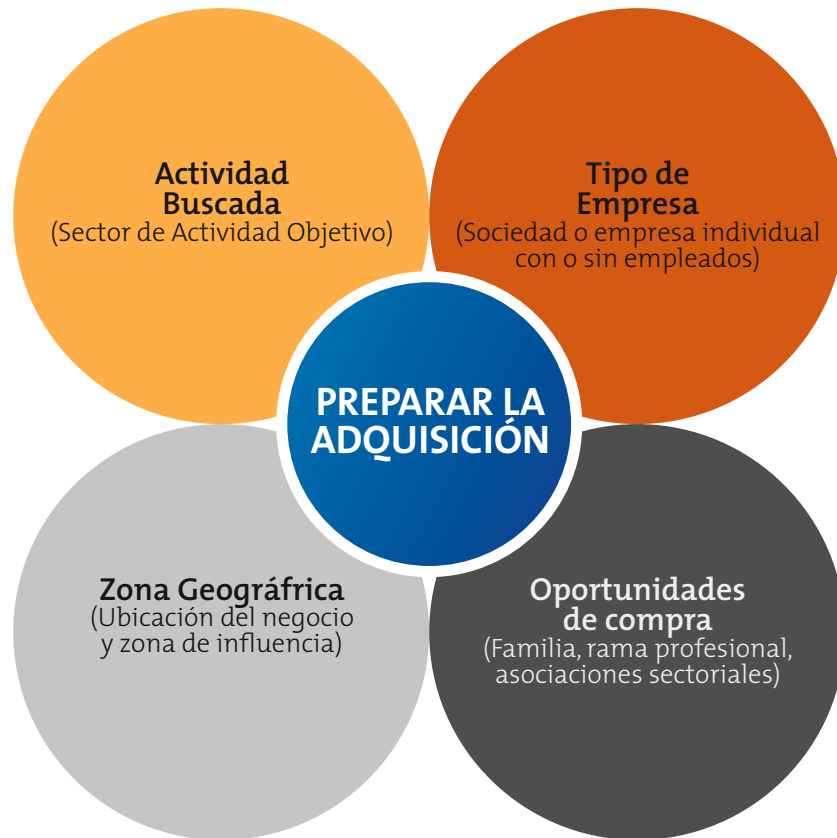 Actividad
Buscada
(Sector de Actividad Objetivo)
Tipo de
Empresa
(Sociedad o empresa individual
con o sin empleados)
PREPARAR LA
ADQUISICIÓN
Zona Geográfrica
(Ubicación del negocio
y zona de influencia)
Oportunidades
de compra
(Familia, rama profesional,
asociaciones sectoriales)